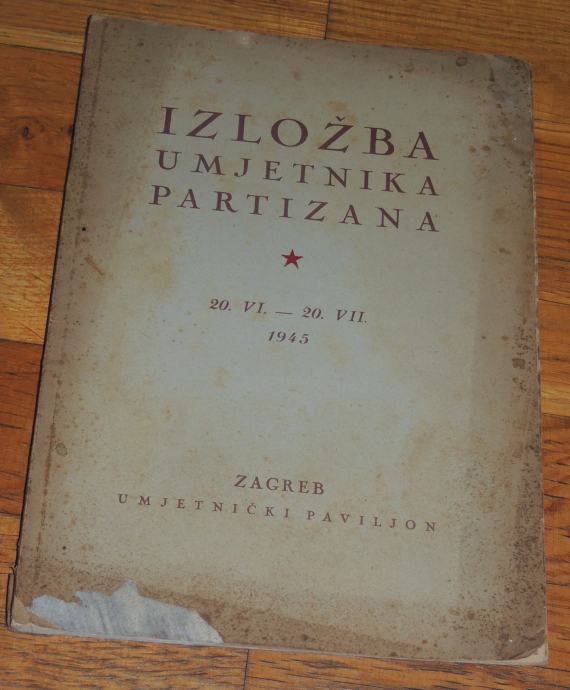 IZLOŽBA
UMJETNIKA
PARTIZANA
20. VI. — 20. VII.
1945
ZAGREB
UMJETNIČKI PAVILJON